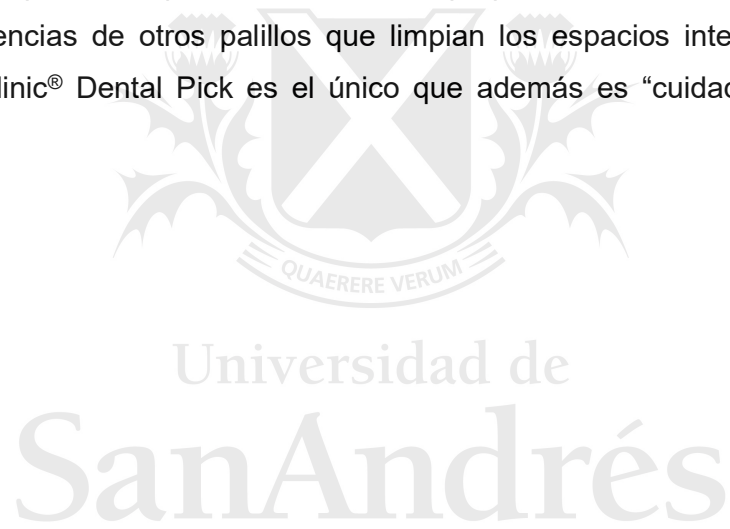 encias de otros palillos que limpian los espacios inte
linic® Dental Pick es el único que además es “cuidad
QUAERERE VERUM
Universidad de
SanAndrés